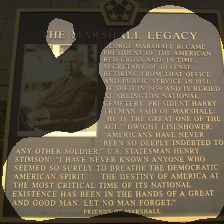 THE MARSHALL LEGACY
GEORGE MARSHALL BECAME
PRESIDENT OF THE AMERICAN
RED CROSS AND, IN TIME,
SECRETARY OF DEFENSE,
RETIRING FROM THAT OFFICE
AND PUBLIC SERVICE IN 1951.
HE DIED IN 1959 AND IS BURIED
AT ARLINGTON NATIONAL
CEMETERY. PRESIDENT HARRY
TRUMAN SAID OF MARSHALL:
"HE IS THE GREAT ONE OF THE
AGE." DWIGHT EISENHOWER:
"AMERICANS HAVE NEVER
BEEN SO DEEPLY INDEBTED TO
ANY OTHER SOLDIER." U.S. STATESMEN HENRY
STIMSON: "I HAVE NEVER KNOWN ANYONE WHO
SEEMED SO SURELY TO BREATHE THE DEMOCRATIC
AMERICAN SPIRIT. ... THE DESTINY OF AMERICA AT
THE MOST CRITICAL TIME OF ITS NATIONAL
EXISTENCE HAS BEEN IN THE HANDS OF A GREAT
AND GOOD MAN. LET NO MAN FORGET."
FRIENDS OF MARSHALL